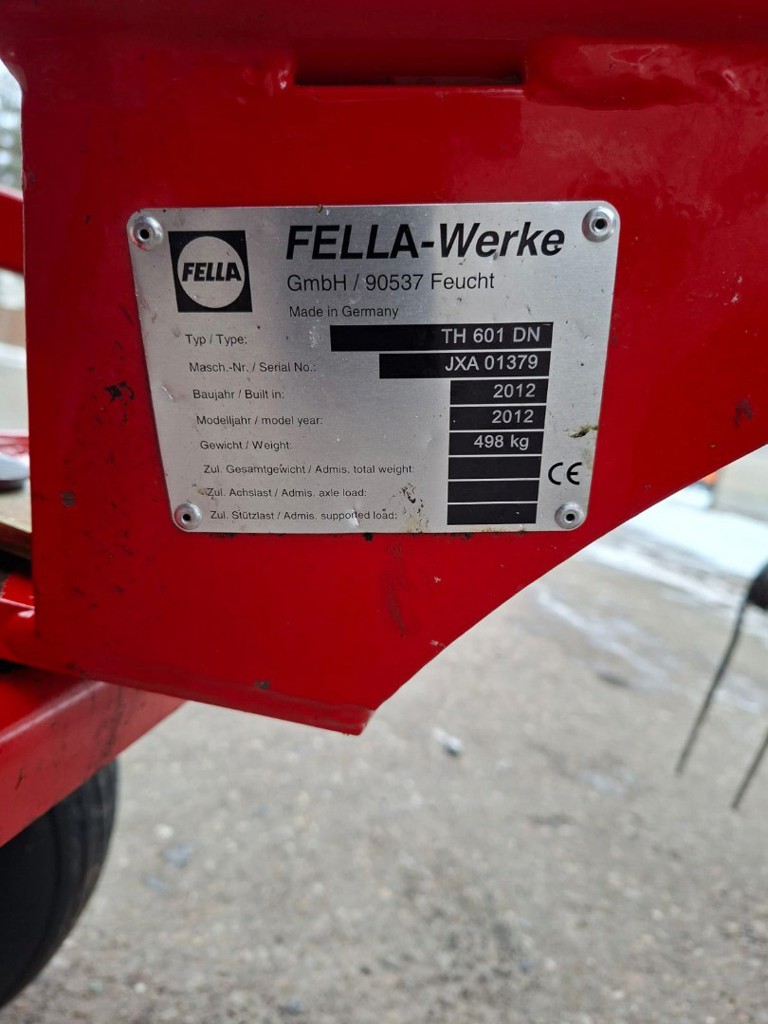 FELLA
FELLA-Werke
GmbH / 90537 Feucht
Made in Germany
Typ / Type: TH 601 DN
Masch.-Nr. / Serial No.: JXA 01379
Baujahr / Built in: 2012
Modelljahr / model year: 2012
Gewicht / Weight: 498 kg
Zul. Gesamtgewicht / Admis. total weight:
Zul. Achslast / Admis. axle load:
Zul. Stützlast / Admis. supported load:
CE